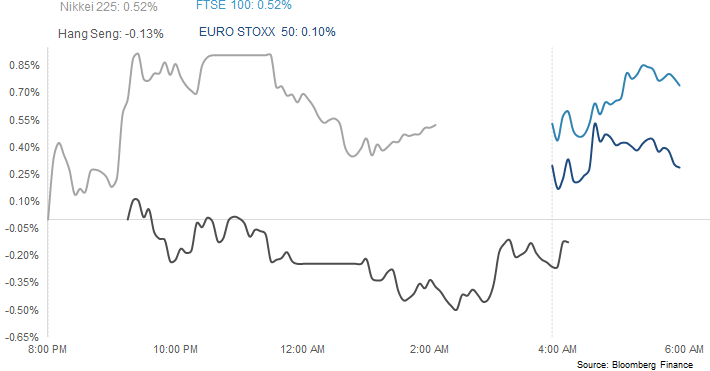 Nikkei 225: 0.52%
FTSE 100: 0.52%
Hang Seng: -0.13%
EURO STOXX 50: 0.10%
0.85%
0.70%
0.55%
0.40%
0.25%
0.10%
-0.05%
-0.20%
-0.35%
-0.50%
-0.65%
8:00 PM
10:00 PM
12:00 AM
2:00 AM
4:00 AM
6:00 AM
Source: Bloomberg Finance